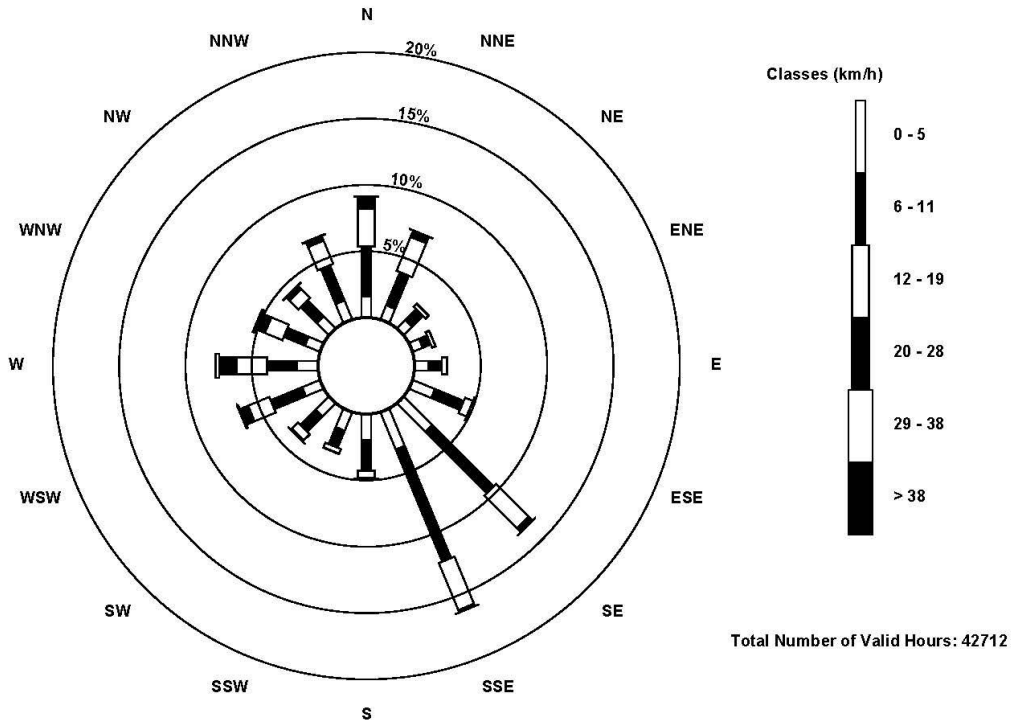 N
NNW
NNE
20%
Classes (km/h)
NW
NE
15%
0 - 5
10%
6 - 11
WNW
ENE
5%
12 - 19
20 - 28
W
E
29 - 38
WSW
ESE
> 38
SW
SE
Total Number of Valid Hours: 42712
SSW
SSE
S